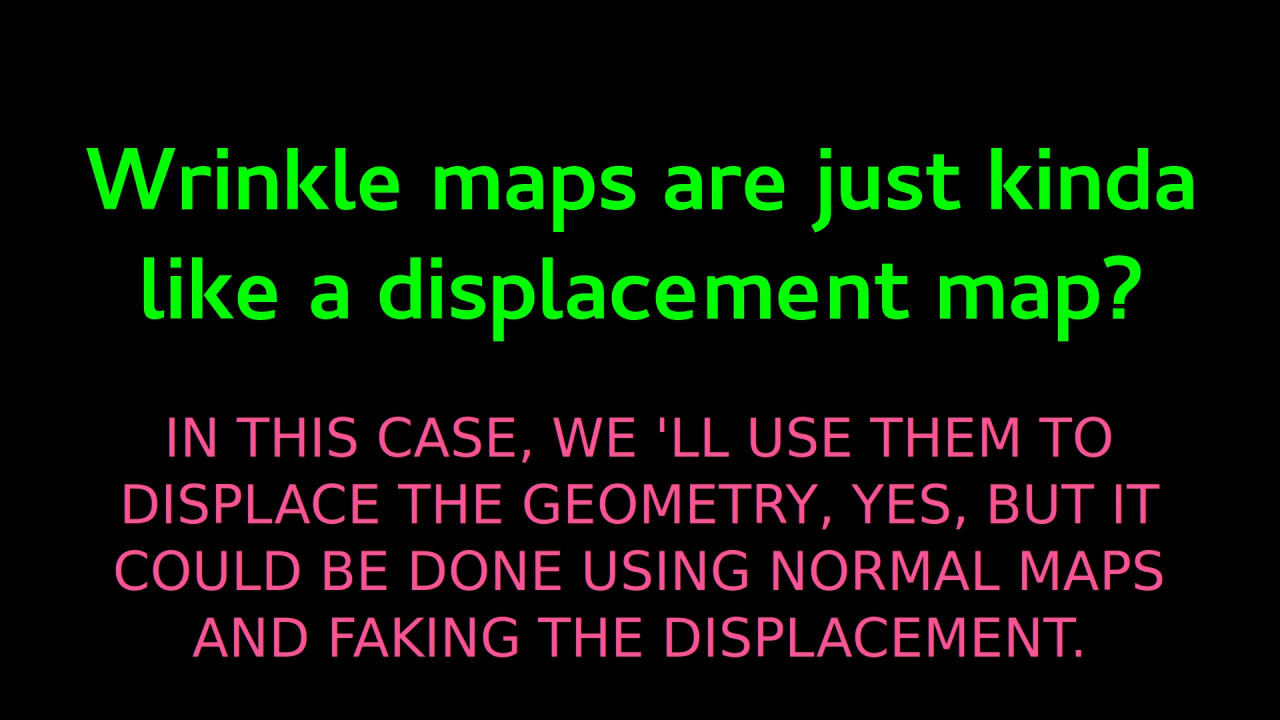 Wrinkle maps are just kinda
like a displacement map?
IN THIS CASE, WE 'LL USE THEM TO
DISPLACE THE GEOMETRY, YES, BUT IT
COULD BE DONE USING NORMAL MAPS
AND FAKING THE DISPLACEMENT.